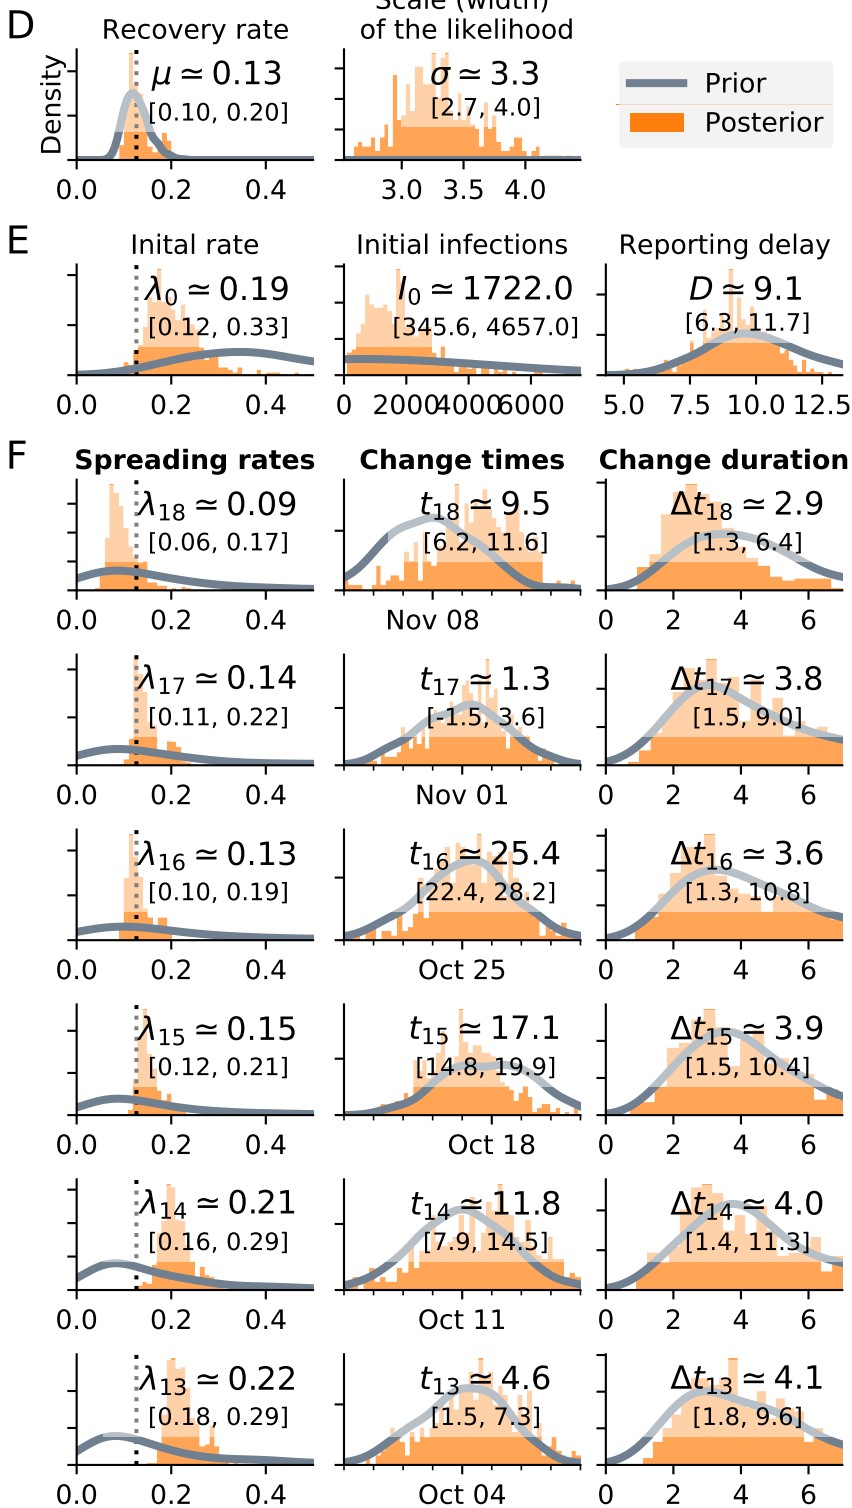 D
Recovery rate
Scale (width)
of the likelihood
Density
μ ≃ 0.13
[0.10, 0.20]
σ ≃ 3.3
[2.7, 4.0]
Prior
Posterior
0.0 0.2 0.4
3.0 3.5 4.0
E
Inital rate
Initial infections
Reporting delay
λ0 ≃ 0.19
[0.12, 0.33]
I0 ≃ 1722.0
[345.6, 4657.0]
D ≃ 9.1
[6.3, 11.7]
0.0 0.2 0.4
0 2000 4000 6000
5.0 7.5 10.0 12.5
F
Spreading rates
Change times
Change duration
λ18 ≃ 0.09
[0.06, 0.17]
t18 ≃ 9.5
[6.2, 11.6]
Δt18 ≃ 2.9
[1.3, 6.4]
0.0 0.2 0.4
Nov 08
0 2 4 6
λ17 ≃ 0.14
[0.11, 0.22]
t17 ≃ 1.3
[-1.5, 3.6]
Δt17 ≃ 3.8
[1.5, 9.0]
0.0 0.2 0.4
Nov 01
0 2 4 6
λ16 ≃ 0.13
[0.10, 0.19]
t16 ≃ 25.4
[22.4, 28.2]
Δt16 ≃ 3.6
[1.3, 10.8]
0.0 0.2 0.4
Oct 25
0 2 4 6
λ15 ≃ 0.15
[0.12, 0.21]
t15 ≃ 17.1
[14.8, 19.9]
Δt15 ≃ 3.9
[1.5, 10.4]
0.0 0.2 0.4
Oct 18
0 2 4 6
λ14 ≃ 0.21
[0.16, 0.29]
t14 ≃ 11.8
[7.9, 14.5]
Δt14 ≃ 4.0
[1.4, 11.3]
0.0 0.2 0.4
Oct 11
0 2 4 6
λ13 ≃ 0.22
[0.18, 0.29]
t13 ≃ 4.6
[1.5, 7.3]
Δt13 ≃ 4.1
[1.8, 9.6]
0.0 0.2 0.4
Oct 04
0 2 4 6